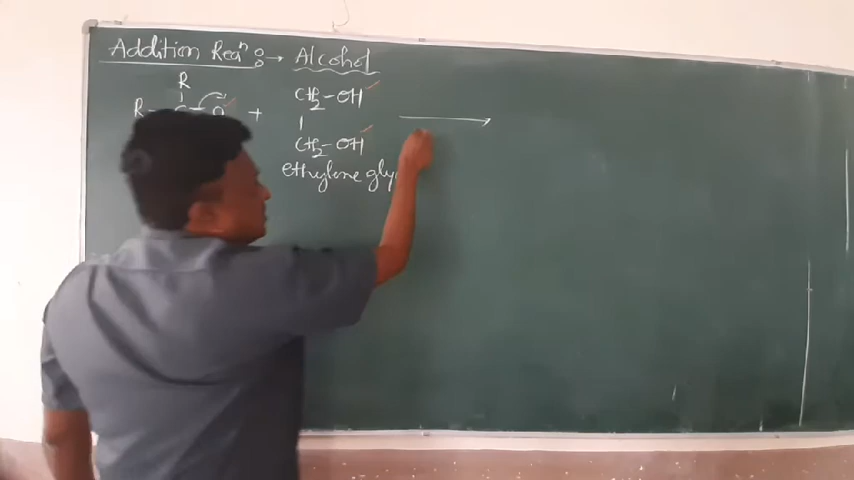 Addition Reaⁿ : → Alcohol
R
R - C - O + CH₂-OH →
CH₂-OH
ethylene gly